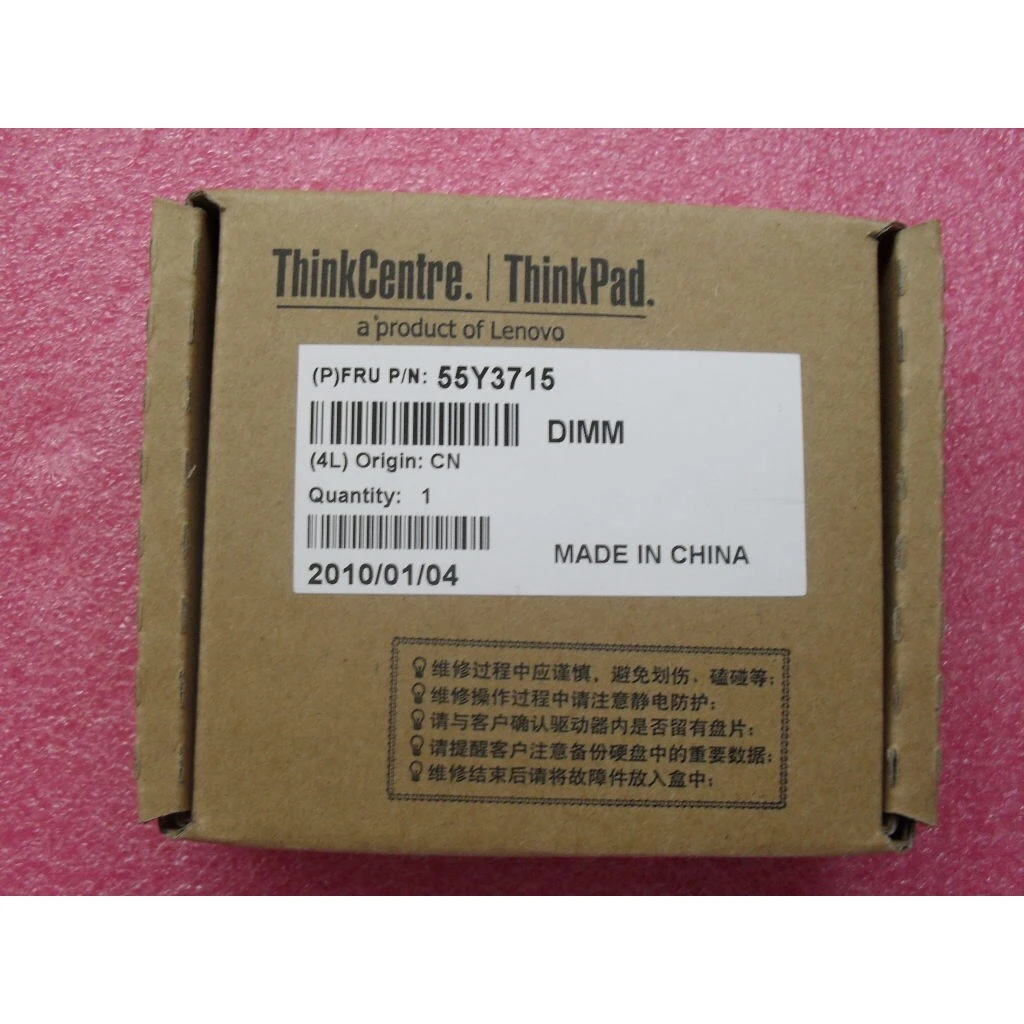 ThinkCentre. | ThinkPad.
a product of Lenovo
(P)FRU P/N: 55Y3715
DIMM
(4L) Origin: CN
Quantity: 1
MADE IN CHINA
2010/01/04
维修过程中应谨慎，避免划伤、磕碰等；
维修操作过程中请注意静电防护；
请与客户确认驱动器内是否留有盘片；
请提醒客户注意备份硬盘中的重要数据；
维修结束后请将故障件放入盒中；